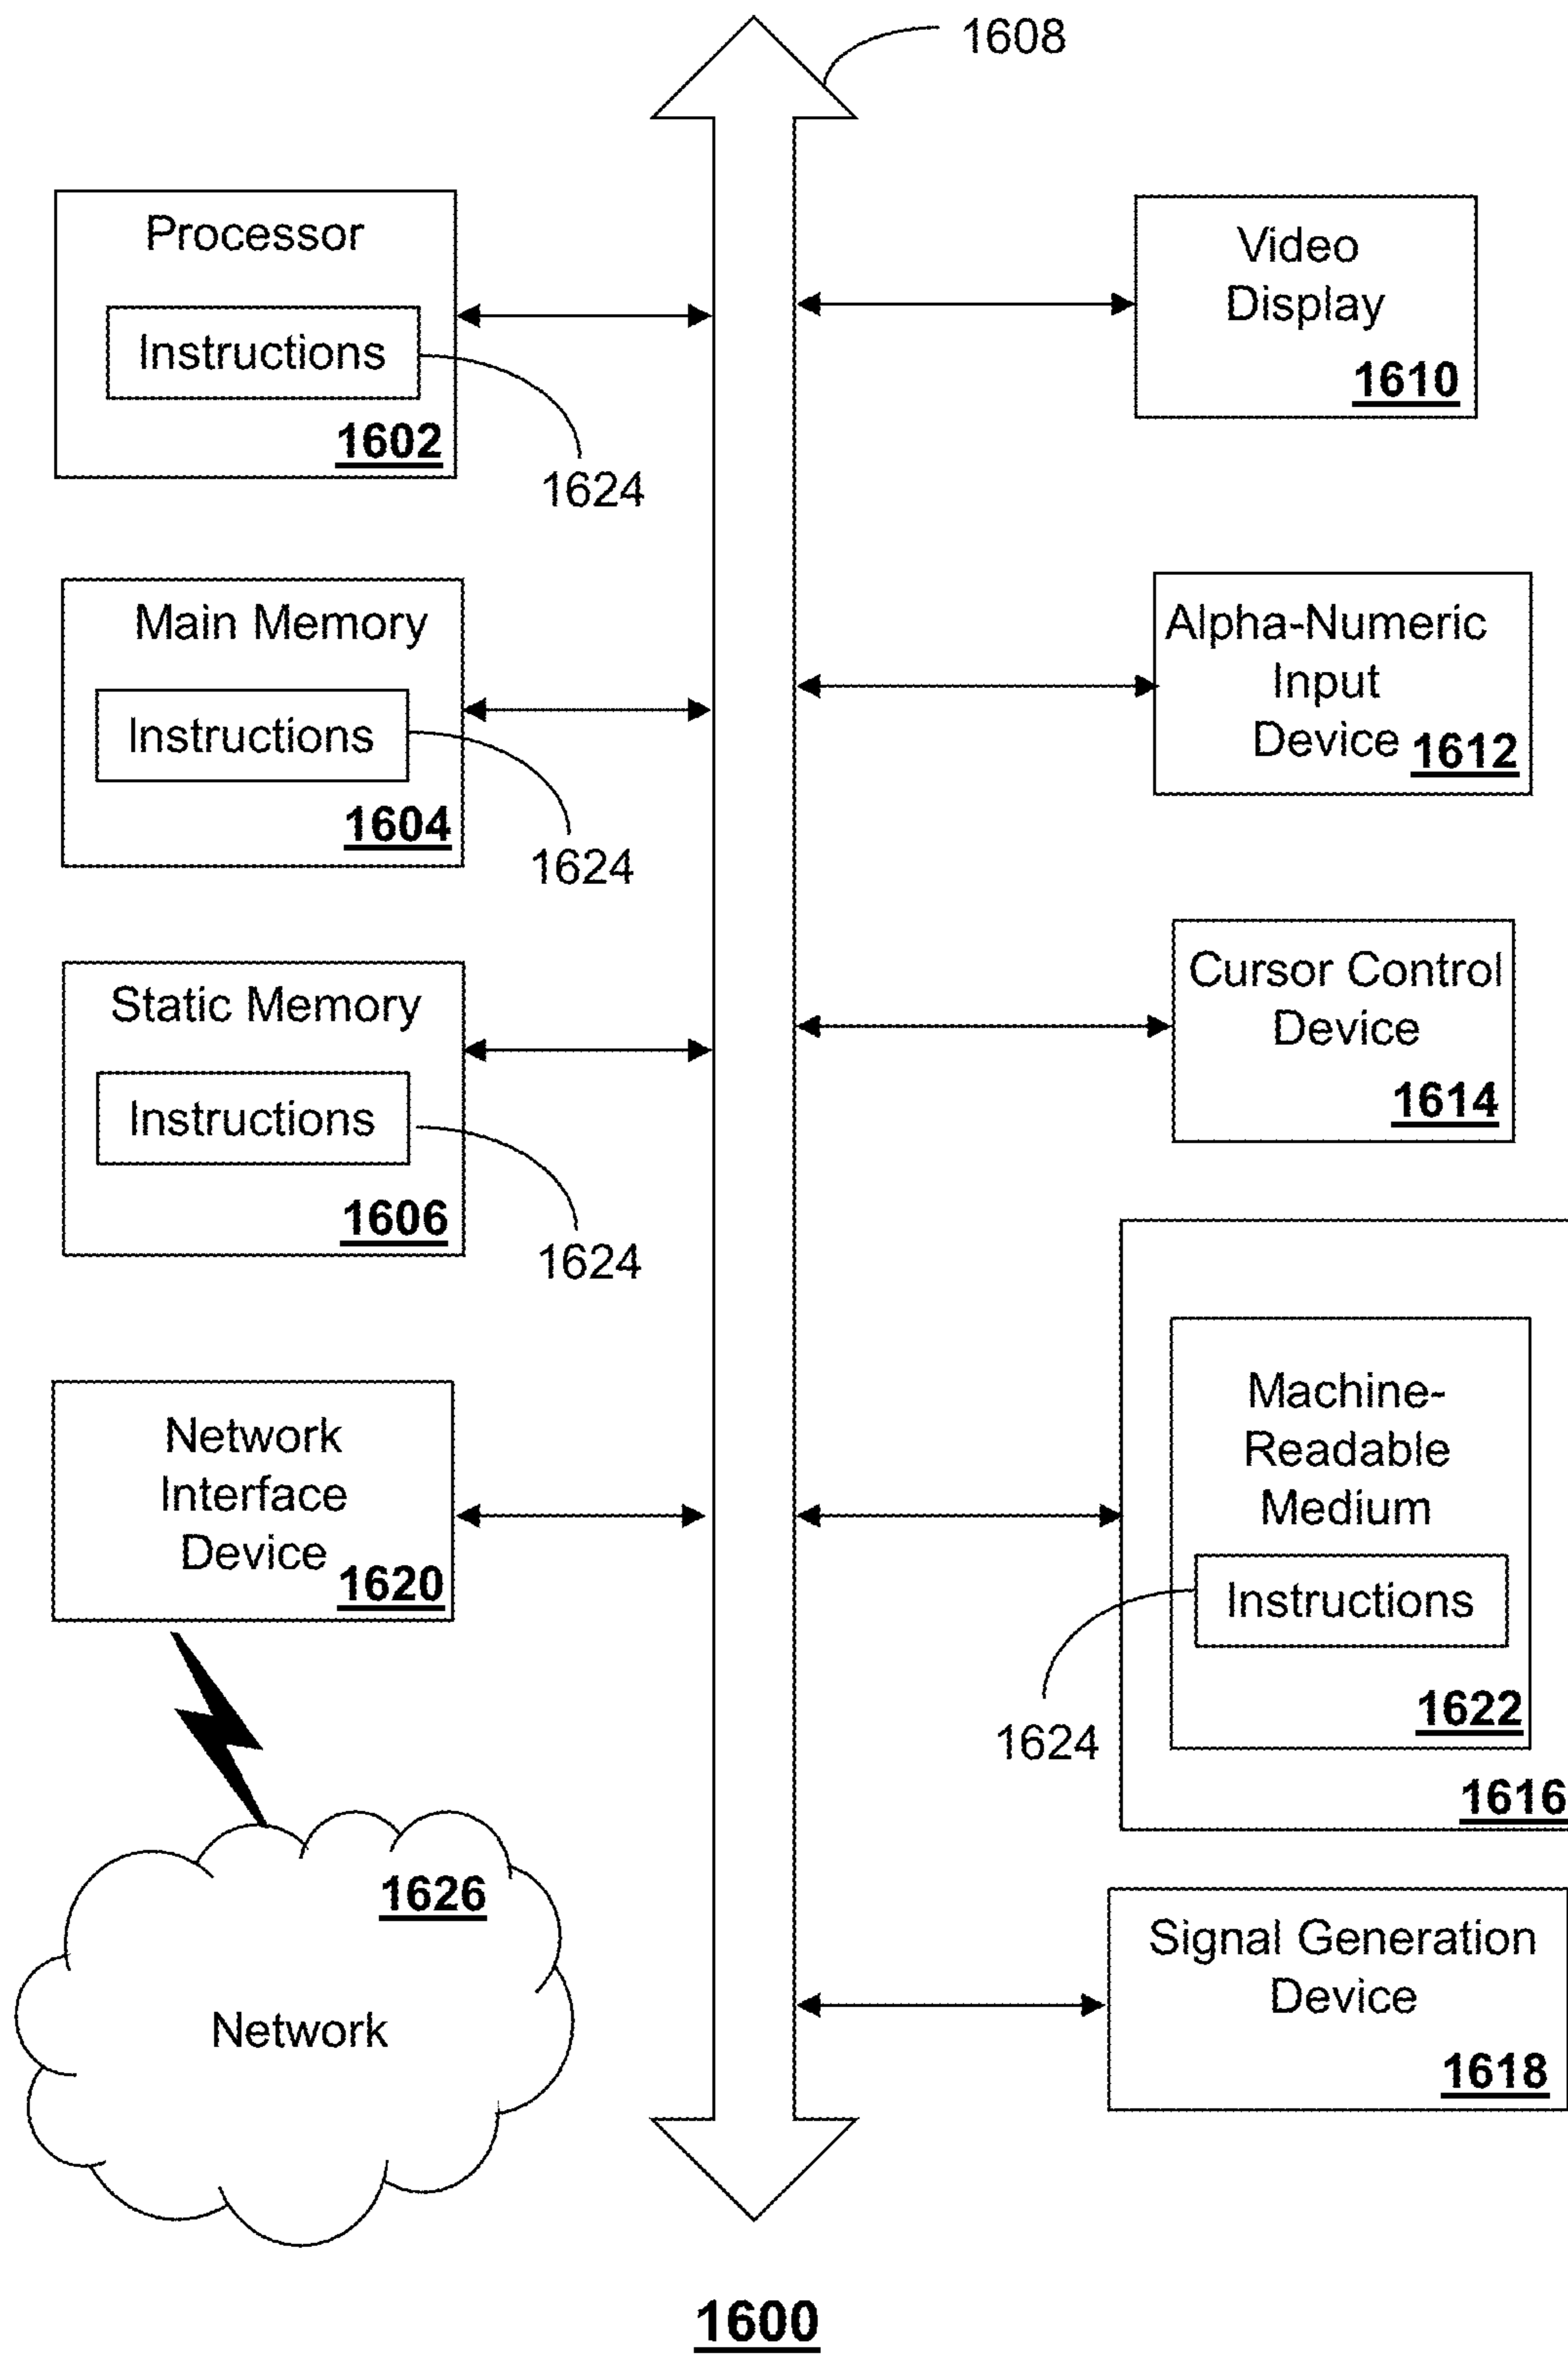 1608
Processor
Instructions
1602
1624
Main Memory
Instructions
1604
1624
Static Memory
Instructions
1606
1624
Network
Interface
Device
1620
1626
Network
Video
Display
1610
Alpha-Numeric
Input
Device 1612
Cursor Control
Device
1614
Machine-
Readable
Medium
Instructions
1624
1622
1616
Signal Generation
Device
1618
1600